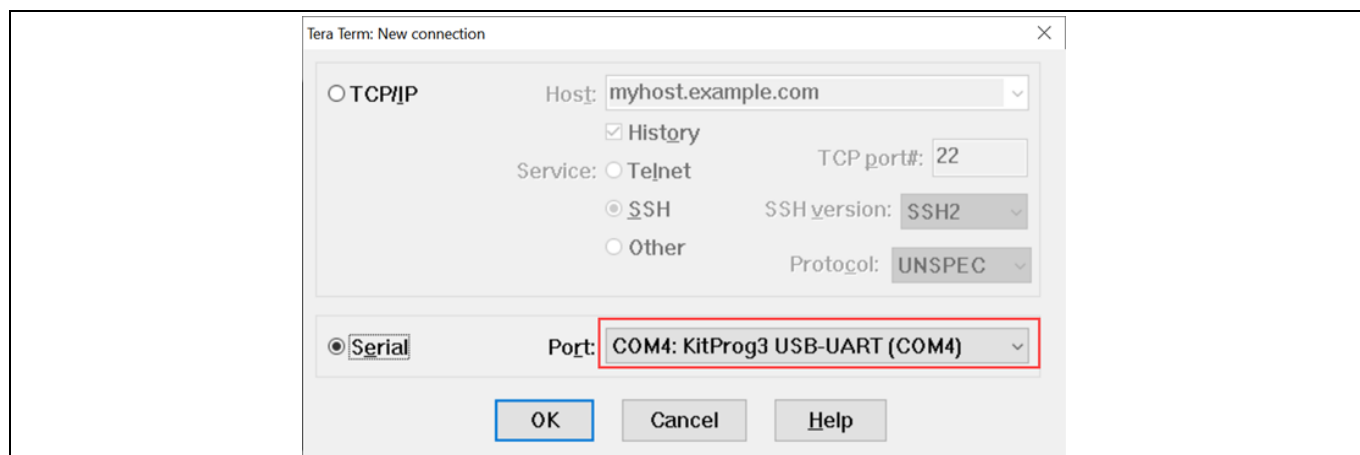 Tera Term: New connection
TCP/IP Host: myhost.example.com
History
Service: Telnet TCP port#: 22
SSH SSH version: SSH2
Other Protocol: UNSPEC
Serial Port: COM4: KitProg3 USB-UART (COM4)
OK Cancel Help